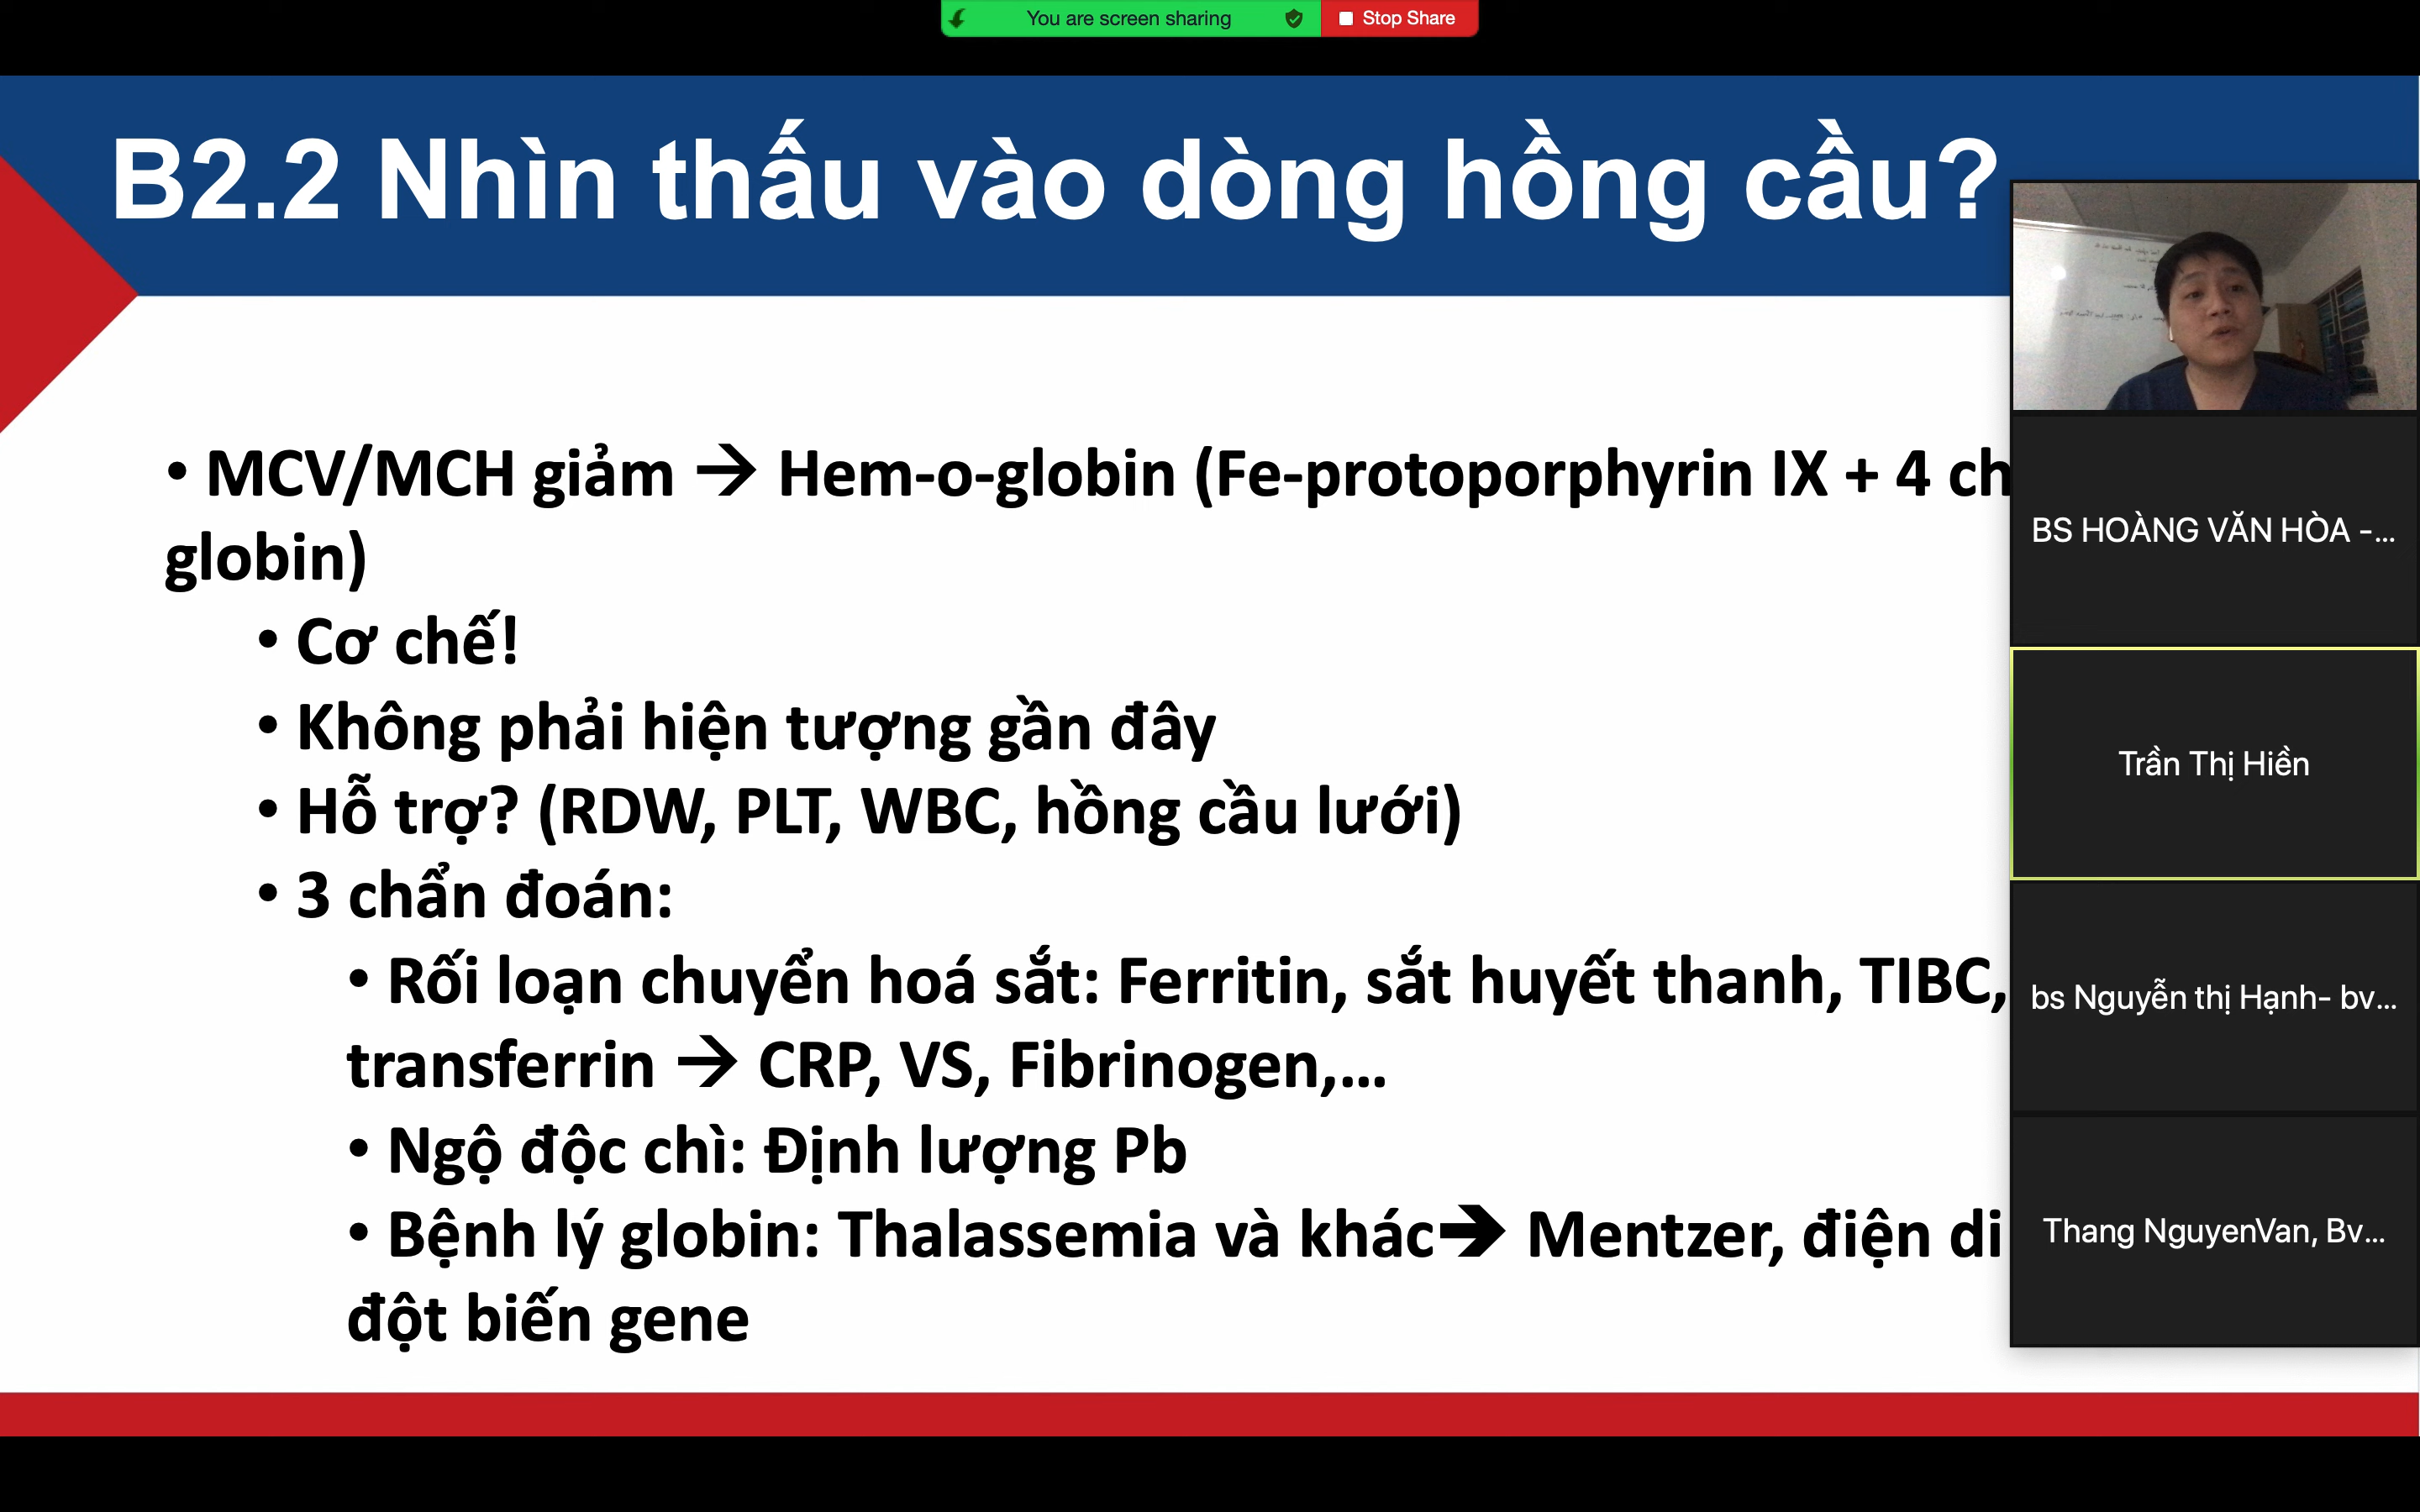 You are screen sharing
Stop Share
B2.2 Nhìn thấu vào dòng hồng cầu?
• MCV/MCH giảm → Hem-o-globin (Fe-protoporphyrin IX + 4 ch
globin)
• Cơ chế!
• Không phải hiện tượng gần đây
• Hỗ trợ? (RDW, PLT, WBC, hồng cầu lưới)
• 3 chẩn đoán:
• Rối loạn chuyển hoá sắt: Ferritin, sắt huyết thanh, TIBC,
transferrin → CRP, VS, Fibrinogen,...
• Ngộ độc chì: Định lượng Pb
• Bệnh lý globin: Thalassemia và khác➔ Mentzer, điện di
đột biến gene
BS HOÀNG VĂN HÒA -...
Trần Thị Hiền
bs Nguyễn thị Hạnh- bv...
Thang NguyenVan, Bv...